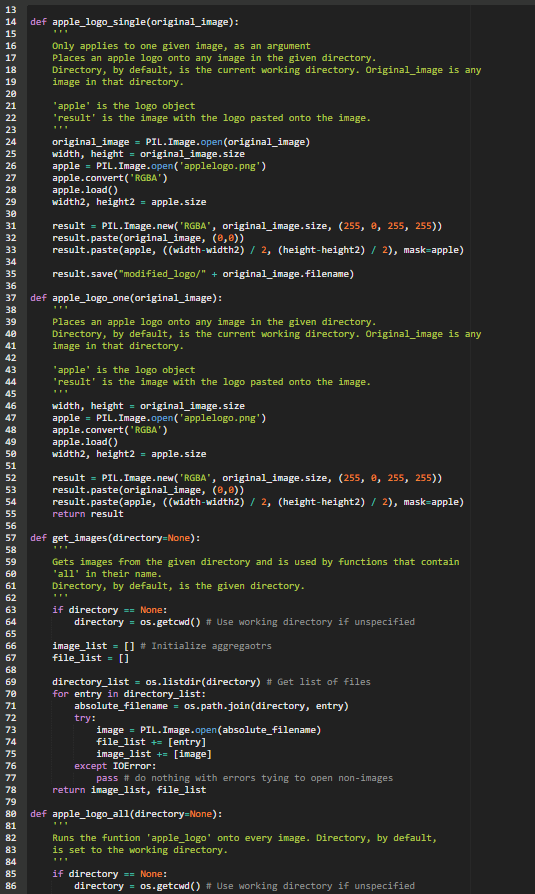 13
14 def apple_logo_single(original_image):
15     '''
16     Only applies to one given image, as an argument
17     Places an apple logo onto any image in the given directory.
18     Directory, by default, is the current working directory. Original_image is any
19     image in that directory.
20
21     'apple' is the logo object
22     'result' is the image with the logo pasted onto the image.
23     '''
24     original_image = PIL.Image.open(original_image)
25     width, height = original_image.size
26     apple = PIL.Image.open('applelogo.png')
27     apple.convert('RGBA')
28     apple.load()
29     width2, height2 = apple.size
30
31     result = PIL.Image.new('RGBA', original_image.size, (255, 0, 255, 255))
32     result.paste(original_image, (0,0))
33     result.paste(apple, ((width-width2) / 2, (height-height2) / 2), mask=apple)
34
35     result.save("modified_logo/" + original_image.filename)
36
37 def apple_logo_one(original_image):
38     '''
39     Places an apple logo onto any image in the given directory.
40     Directory, by default, is the current working directory. Original_image is any
41     image in that directory.
42
43     'apple' is the logo object
44     'result' is the image with the logo pasted onto the image.
45     '''
46     width, height = original_image.size
47     apple = PIL.Image.open('applelogo.png')
48     apple.convert('RGBA')
49     apple.load()
50     width2, height2 = apple.size
51
52     result = PIL.Image.new('RGBA', original_image.size, (255, 0, 255, 255))
53     result.paste(original_image, (0,0))
54     result.paste(apple, ((width-width2) / 2, (height-height2) / 2), mask=apple)
55     return result
56
57 def get_images(directory=None):
58     '''
59     Gets images from the given directory and is used by functions that contain
60     'all' in their name.
61     Directory, by default, is the given directory.
62     '''
63     if directory == None:
64         directory = os.getcwd() # Use working directory if unspecified
65
66     image_list = [] # Initialize aggregaotrs
67     file_list = []
68
69     directory_list = os.listdir(directory) # Get list of files
70     for entry in directory_list:
71         absolute_filename = os.path.join(directory, entry)
72         try:
73             image = PIL.Image.open(absolute_filename)
74             file_list += [entry]
75             image_list += [image]
76         except IOError:
77             pass # do nothing with errors tying to open non-images
78     return image_list, file_list
79
80 def apple_logo_all(directory=None):
81     '''
82     Runs the funtion 'apple_logo' onto every image. Directory, by default,
83     is set to the working directory.
84     '''
85     if directory == None:
86         directory = os.getcwd() # Use working directory if unspecified